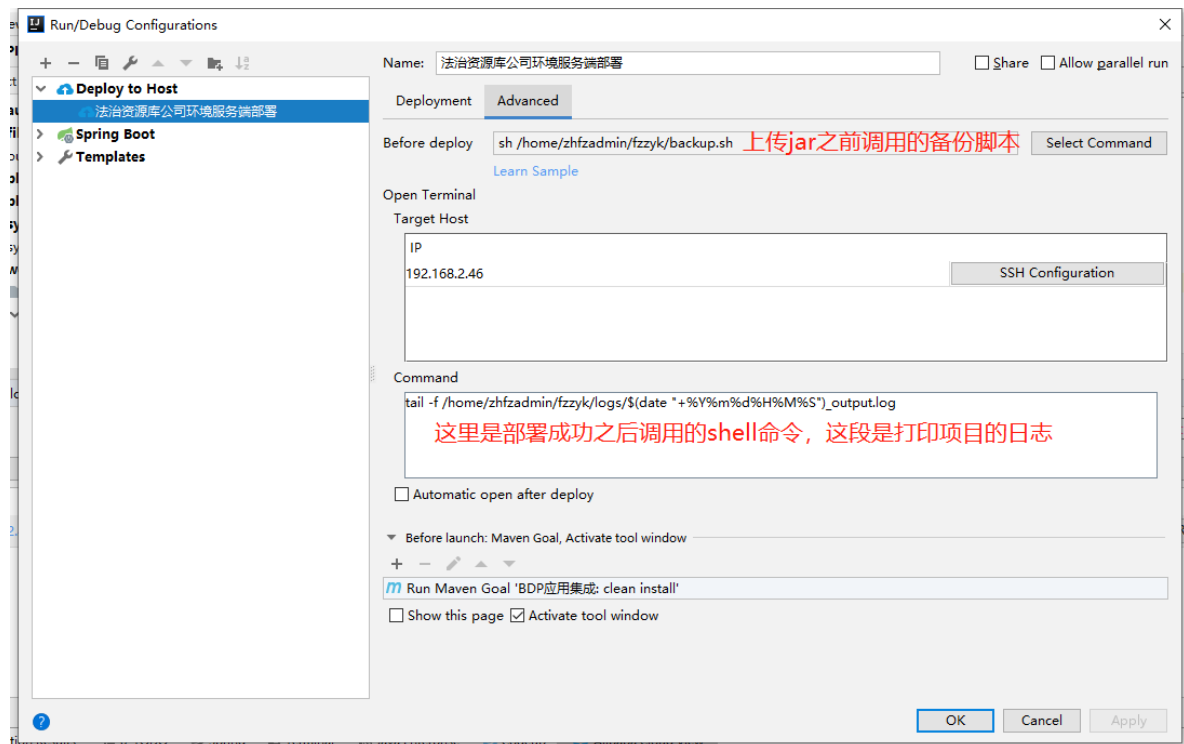 Run/Debug Configurations
Name: 法治资源库公司环境服务端部署
Share Allow parallel run
Deploy to Host
法治资源库公司环境服务端部署
Spring Boot
Templates
Deployment Advanced
Before deploy sh /home/zhfzadmin/fzzyk/backup.sh 上传jar之前调用的备份脚本 Select Command
Learn Sample
Open Terminal
Target Host
IP
192.168.2.46 SSH Configuration
Command
tail -f /home/zhfzadmin/fzzyk/logs/$(date "+%Y%m%d%H%M%S")_output.log
这里是部署成功之后调用的shell命令，这段是打印项目的日志
Automatic open after deploy
Before launch: Maven Goal, Activate tool window
Run Maven Goal 'BDP应用集成: clean install'
Show this page Activate tool window
OK Cancel Apply